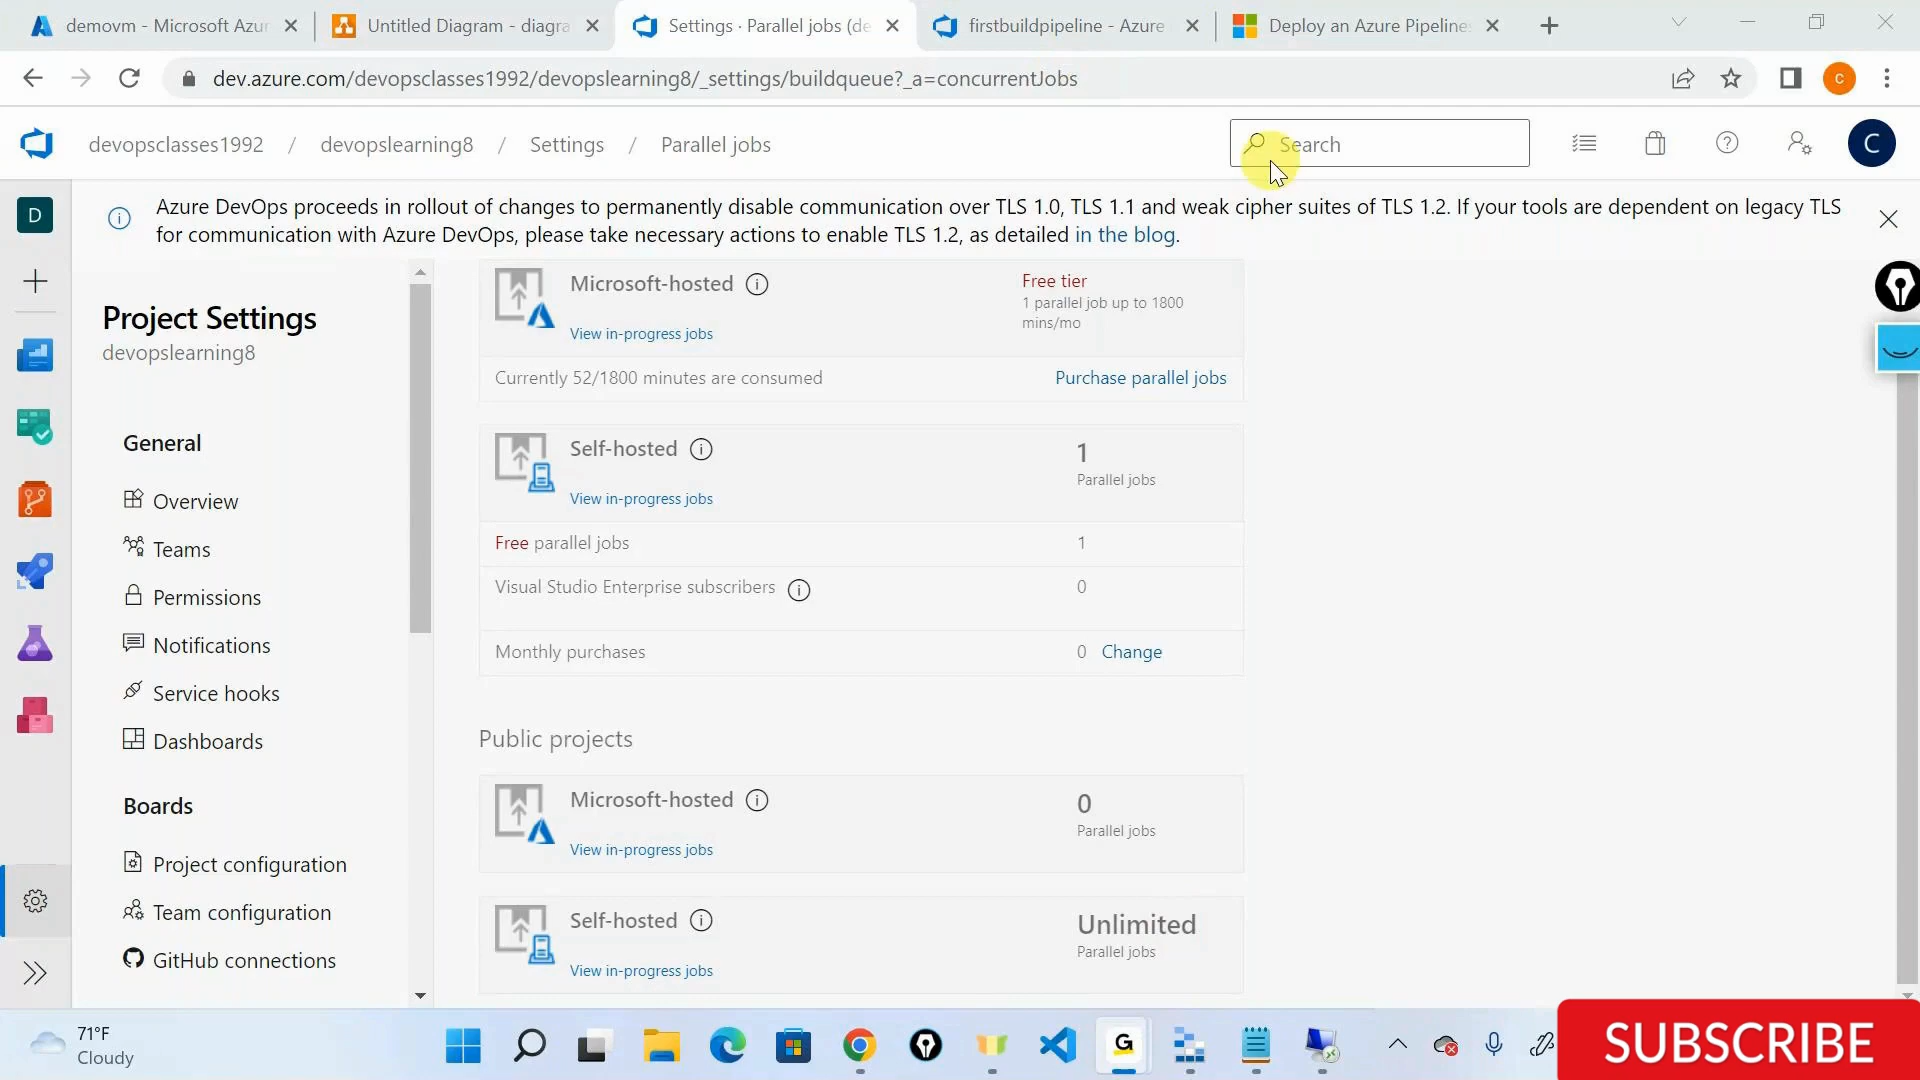 demovm - Microsoft Azur
Untitled Diagram - diagra
Settings · Parallel jobs (de
firstbuildpipeline - Azure
Deploy an Azure Pipelines
dev.azure.com/devopsclasses1992/devopslearning8/_settings/buildqueue?_a=concurrentJobs
c
devopsclasses1992 / devopslearning8 / Settings / Parallel jobs
Search
C
D
Azure DevOps proceeds in rollout of changes to permanently disable communication over TLS 1.0, TLS 1.1 and weak cipher suites of TLS 1.2. If your tools are dependent on legacy TLS
for communication with Azure DevOps, please take necessary actions to enable TLS 1.2, as detailed in the blog.
Project Settings
devopslearning8
General
Overview
Teams
Permissions
Notifications
Service hooks
Dashboards
Boards
Project configuration
Team configuration
GitHub connections
Microsoft-hosted
View in-progress jobs
Free tier
1 parallel job up to 1800
mins/mo
Currently 52/1800 minutes are consumed
Purchase parallel jobs
Self-hosted
View in-progress jobs
1
Parallel jobs
Free parallel jobs 1
Visual Studio Enterprise subscribers 0
Monthly purchases 0 Change
Public projects
Microsoft-hosted
View in-progress jobs
0
Parallel jobs
Self-hosted
View in-progress jobs
Unlimited
Parallel jobs
71°F
Cloudy
G
SUBSCRIBE